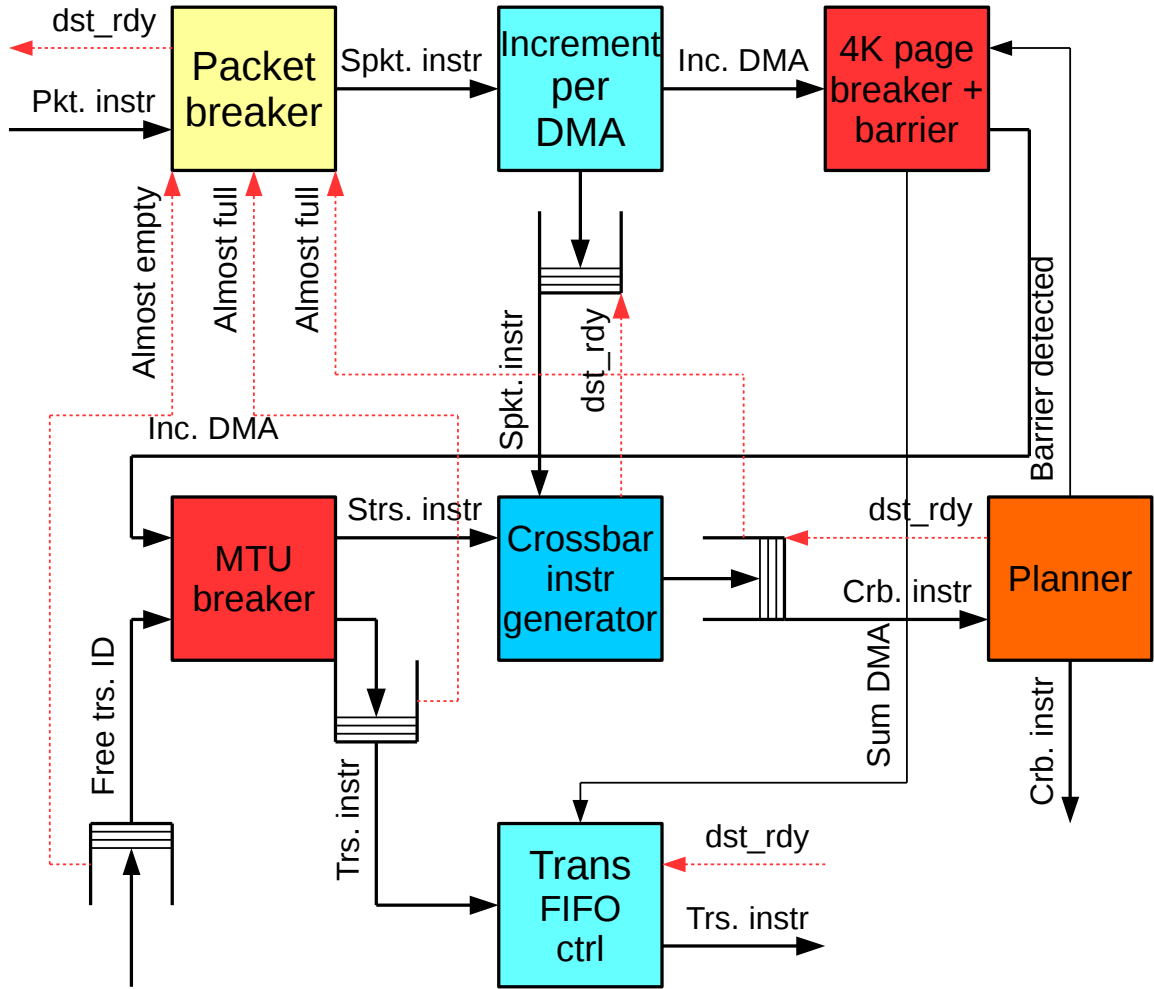 dst_rdy
Pkt. instr
Packet
breaker
Spkt. instr
Increment
per
DMA
Inc. DMA
4K page
breaker +
barrier
Almost empty
Almost full
Almost full
Spkt. instr
dst_rdy
Barrier detected
Inc. DMA
MTU
breaker
Strs. instr
Crossbar
instr
generator
dst_rdy
Crb. instr
Planner
Free trs. ID
Trs. instr
Sum DMA
Crb. instr
Trans
FIFO
ctrl
dst_rdy
Trs. instr